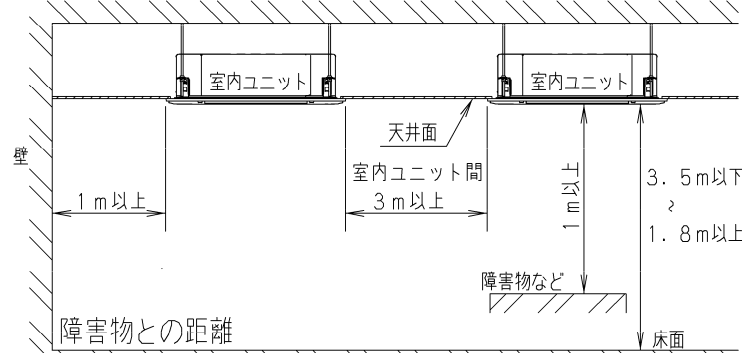 室内ユニット
室内ユニット
天井面
壁
室内ユニット間
1m以上
3m以上
1m以上
3.5m以下
~
1.8m以上
障害物など
障害物との距離
床面